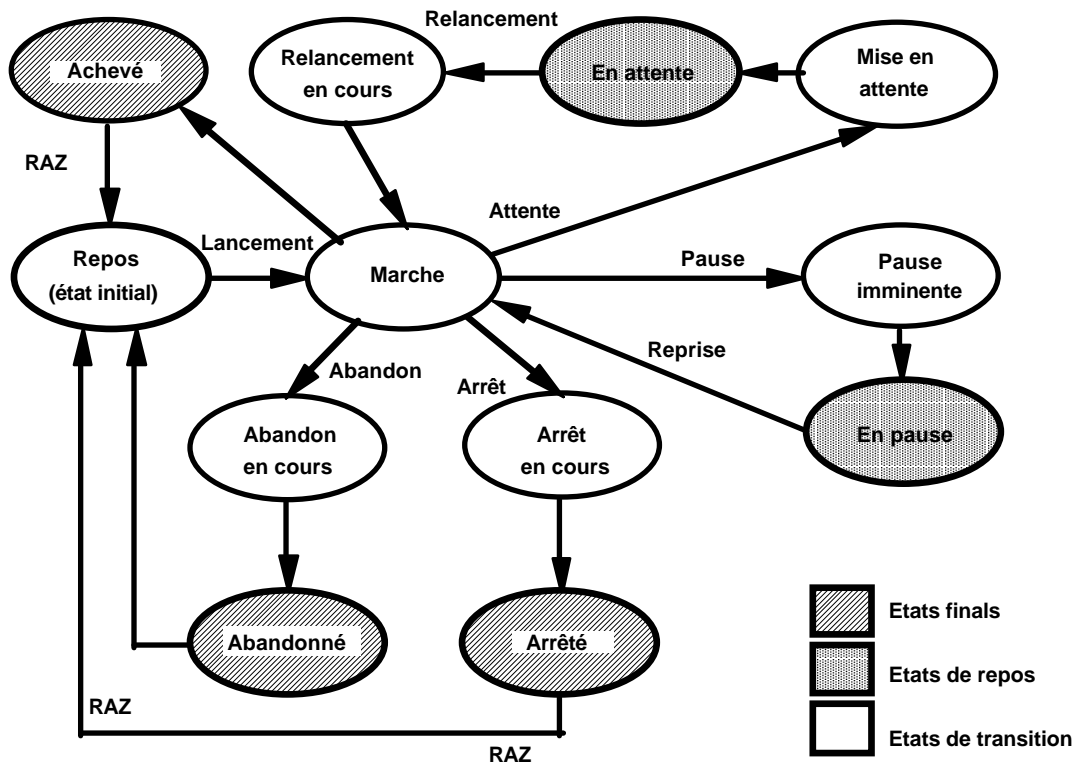 Relancement
Achevé
Relancement
en cours
En attente
Mise en
attente
RAZ
Attente
Lancement
Repos
(état initial)
Marche
Pause
Pause
imminente
Reprise
Abandon
Arrêt
Abandon
en cours
Arrêt
en cours
En pause
Abandonné
Arrêté
Etats finals
Etats de repos
Etats de transition
RAZ
RAZ